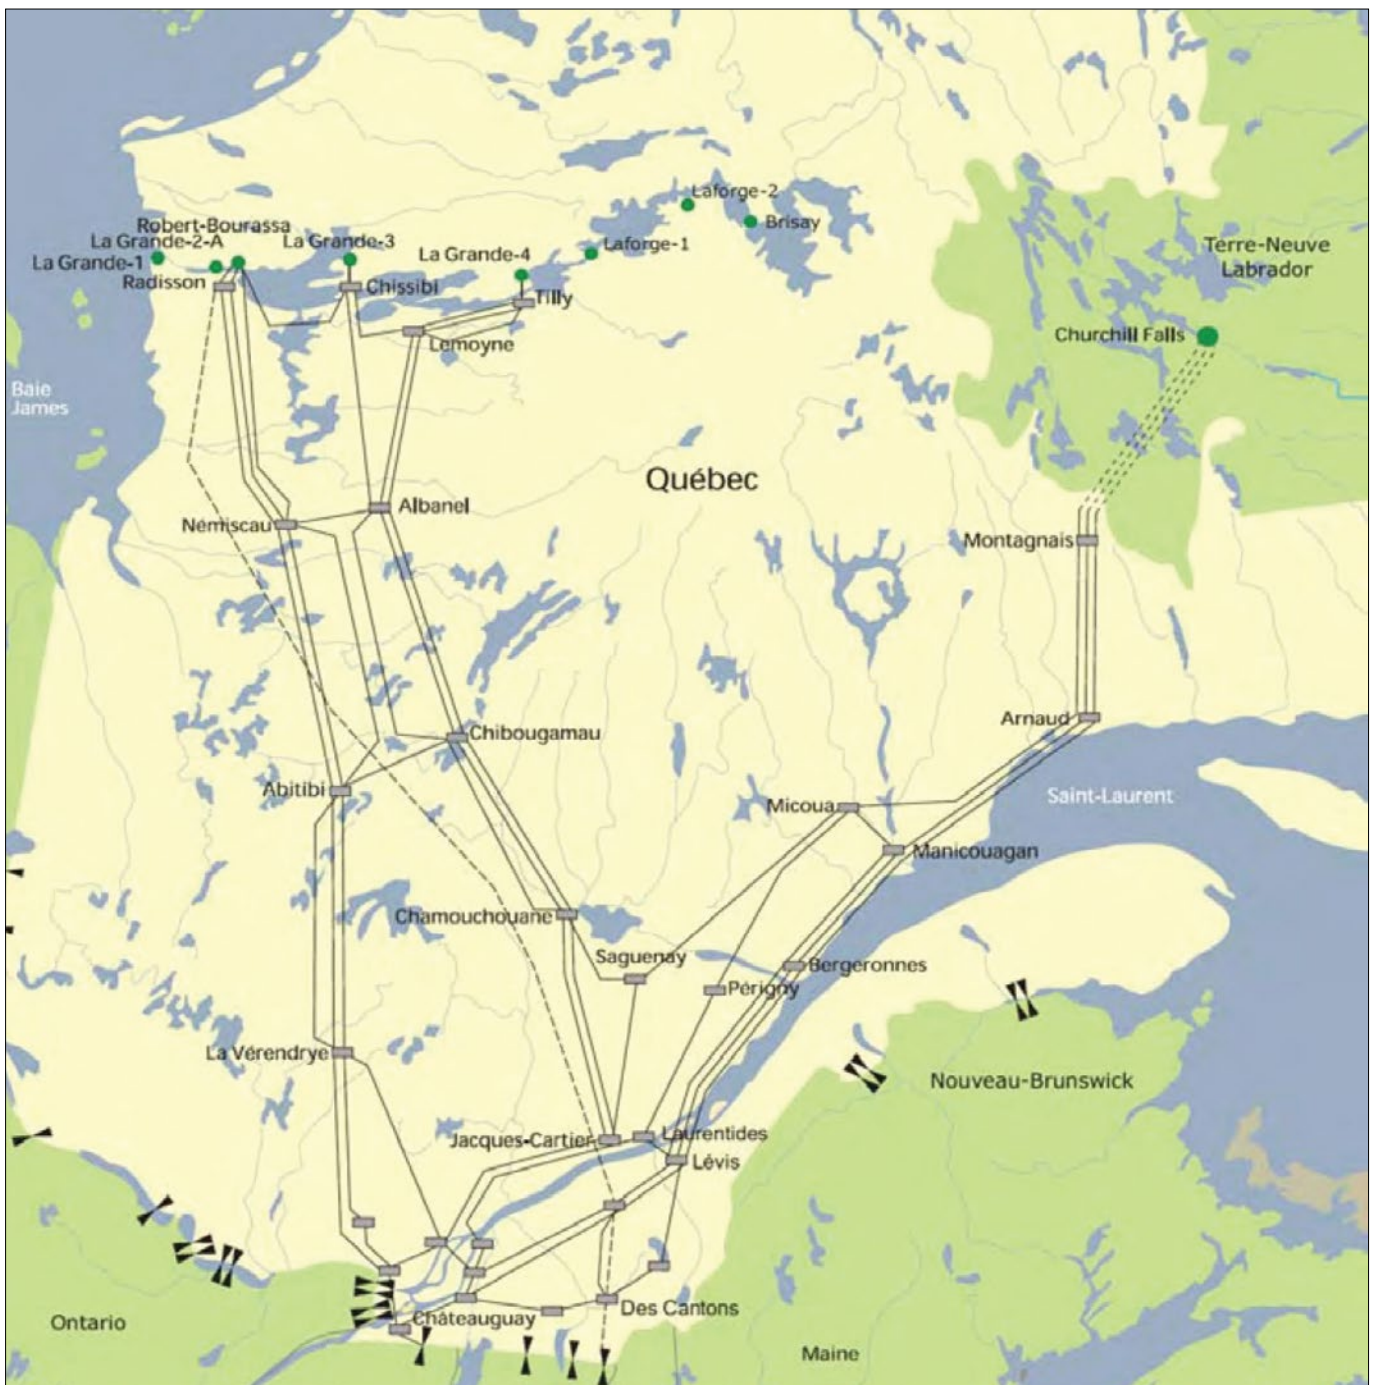 Laforge-2
Brisay
Robert-Bourassa
La Grande-2-A
La Grande-3
Laforge-1
La Grande-1
La Grande-4
Radisson
Chissibi
Tilly
Lemoyne
Terre-Neuve
Labrador
Churchill Falls
Baie
James
Québec
Albanel
Némiscau
Montagnais
Arnaud
Chibougamau
Abitibi
Micoua
Saint-Laurent
Manicouagan
Chamouchouane
Saguenay
Bergeronnes
Périgny
La Vérendrye
Nouveau-Brunswick
Jacques-Cartier
Laurentides
Lévis
Des Cantons
Châteauguay
Ontario
Maine